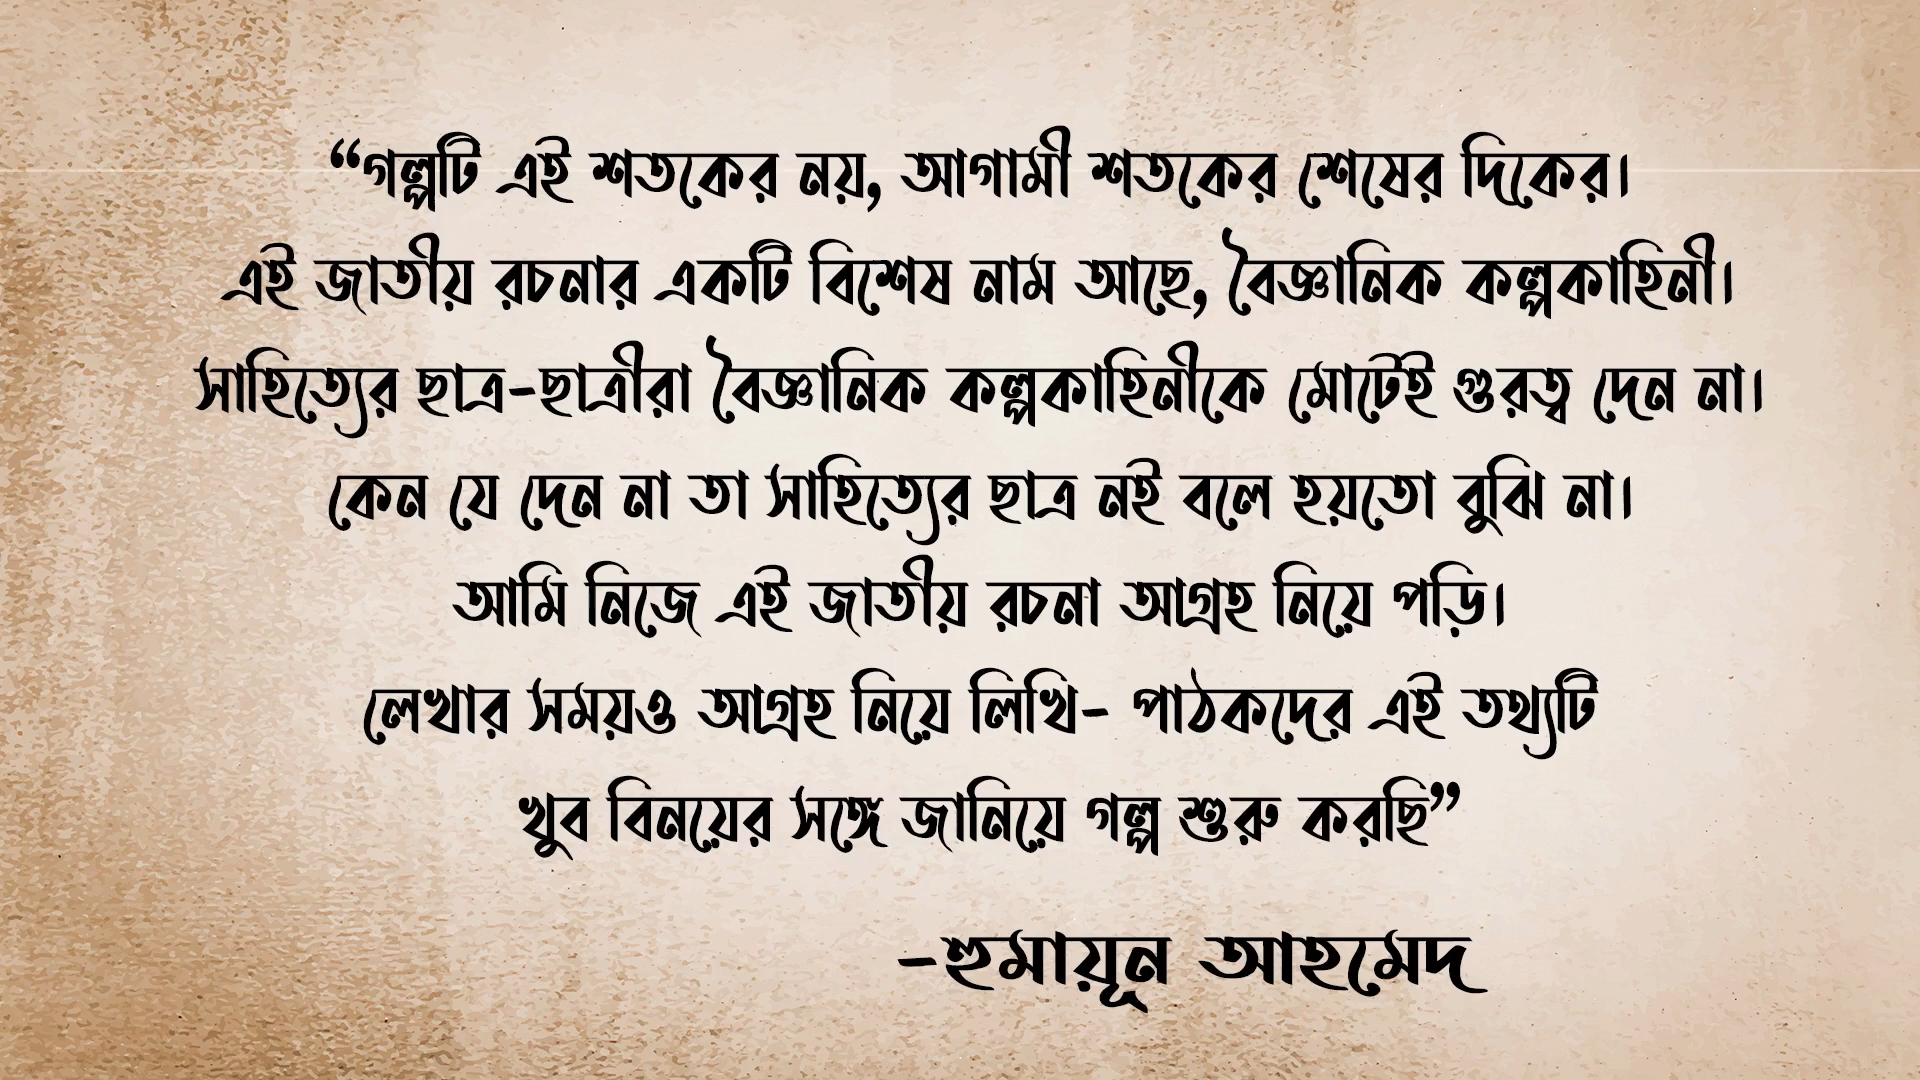 “গল্পটি এই শতকের নয়, আগামী শতকের শেষের দিকের।
এই জাতীয় রচনার একটি বিশেষ নাম আছে, বৈজ্ঞানিক কল্পকাহিনী।
সাহিত্যের ছাত্র-ছাত্রীরা বৈজ্ঞানিক কল্পকাহিনীকে মোটেই গুরত্ব দেন না।
কেন যে দেন না তা সাহিত্যের ছাত্র নই বলে হয়তো বুঝি না।
আমি নিজে এই জাতীয় রচনা আগ্রহ নিয়ে পড়ি।
লেখার সময়ও আগ্রহ নিয়ে লিখি- পাঠকদের এই তথ্যটি
খুব বিনয়ের সঙ্গে জানিয়ে গল্প শুরু করছি”
-হুমায়ূন আহমেদ